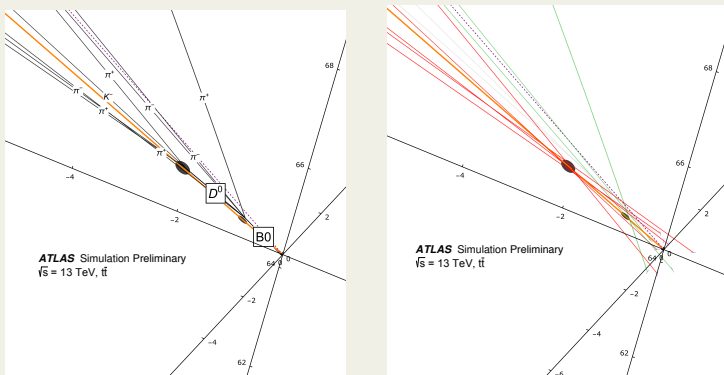 π⁺
π⁺
π⁻
K⁻
π⁻
π⁺
π⁺
π⁻
D⁰
B0
68
66
64
62
−4
−2
2
0
0
−2
−4
ATLAS Simulation Preliminary
√s = 13 TeV, tt̄
68
66
64
62
−4
−2
2
0
−2
−4
−6
ATLAS Simulation Preliminary
√s = 13 TeV, tt̄